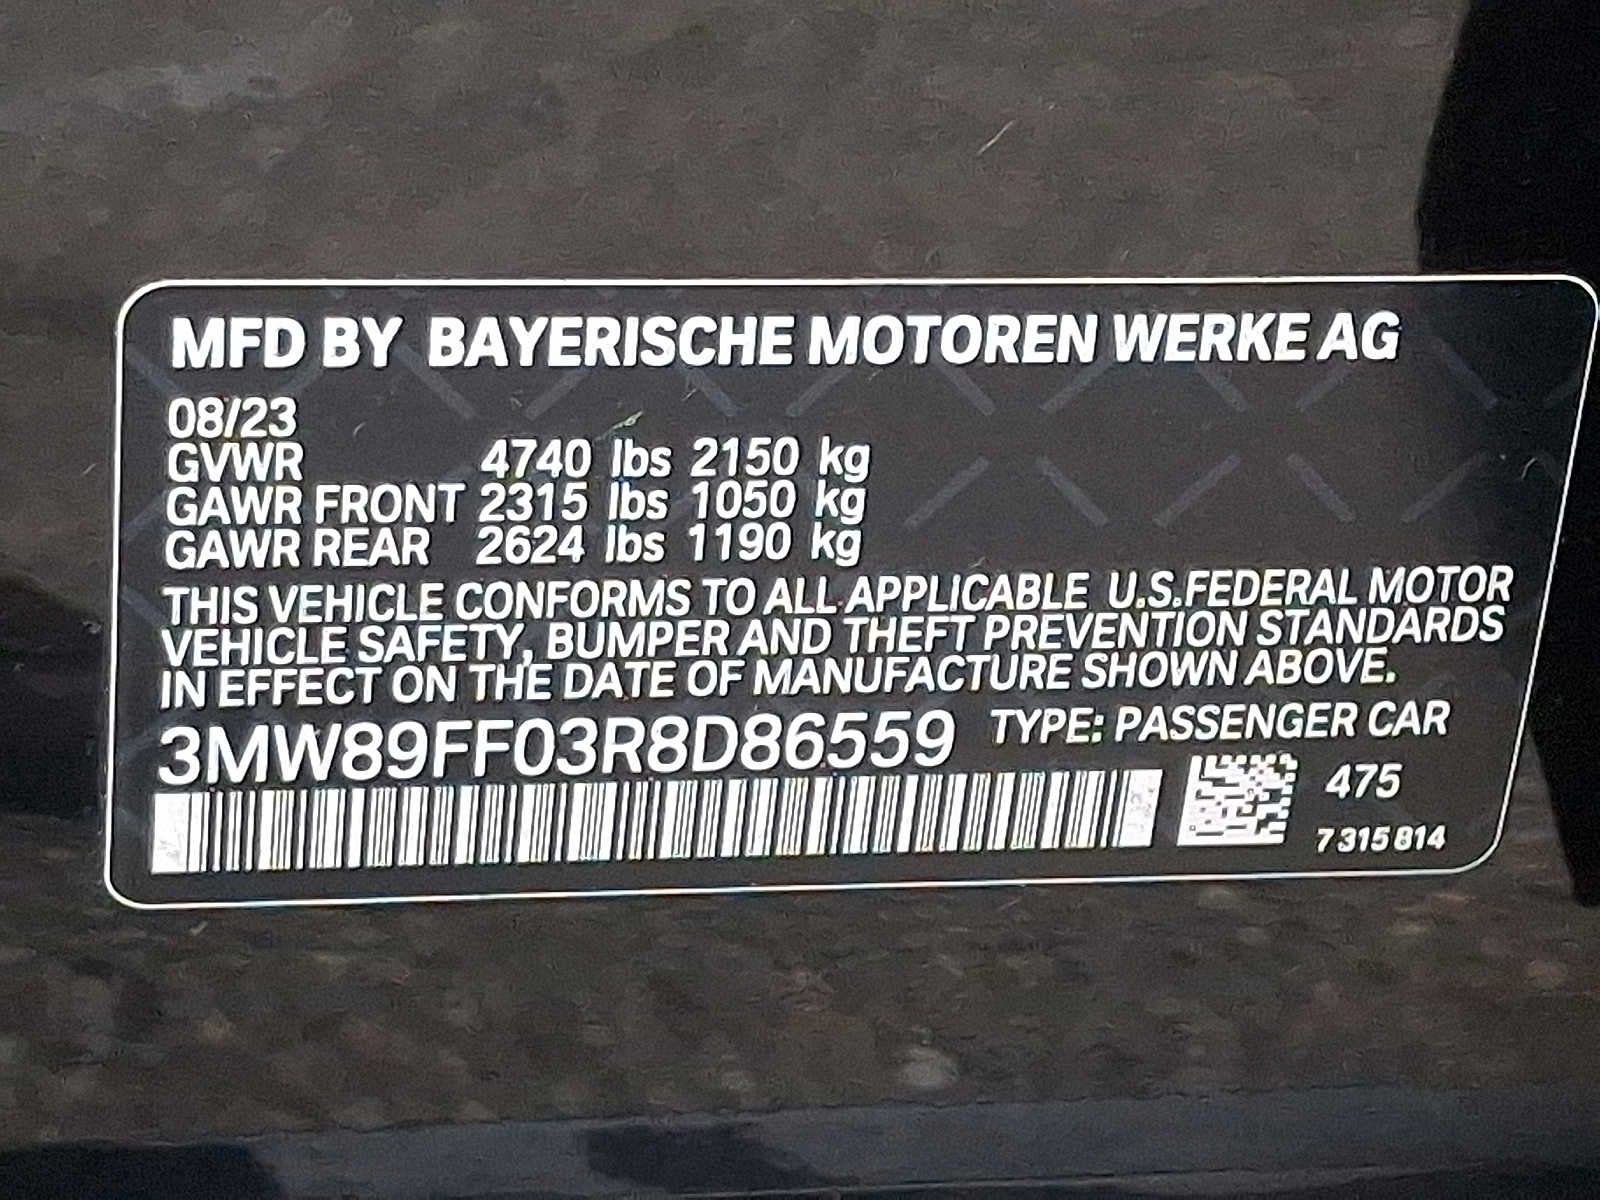 MFD BY BAYERISCHE MOTOREN WERKE AG
08/23
GVWR 4740 lbs 2150 kg
GAWR FRONT 2315 lbs 1050 kg
GAWR REAR 2624 lbs 1190 kg
THIS VEHICLE CONFORMS TO ALL APPLICABLE U.S.FEDERAL MOTOR
VEHICLE SAFETY, BUMPER AND THEFT PREVENTION STANDARDS
IN EFFECT ON THE DATE OF MANUFACTURE SHOWN ABOVE.
3MW89FF03R8D86559 TYPE: PASSENGER CAR
475
7 315 814